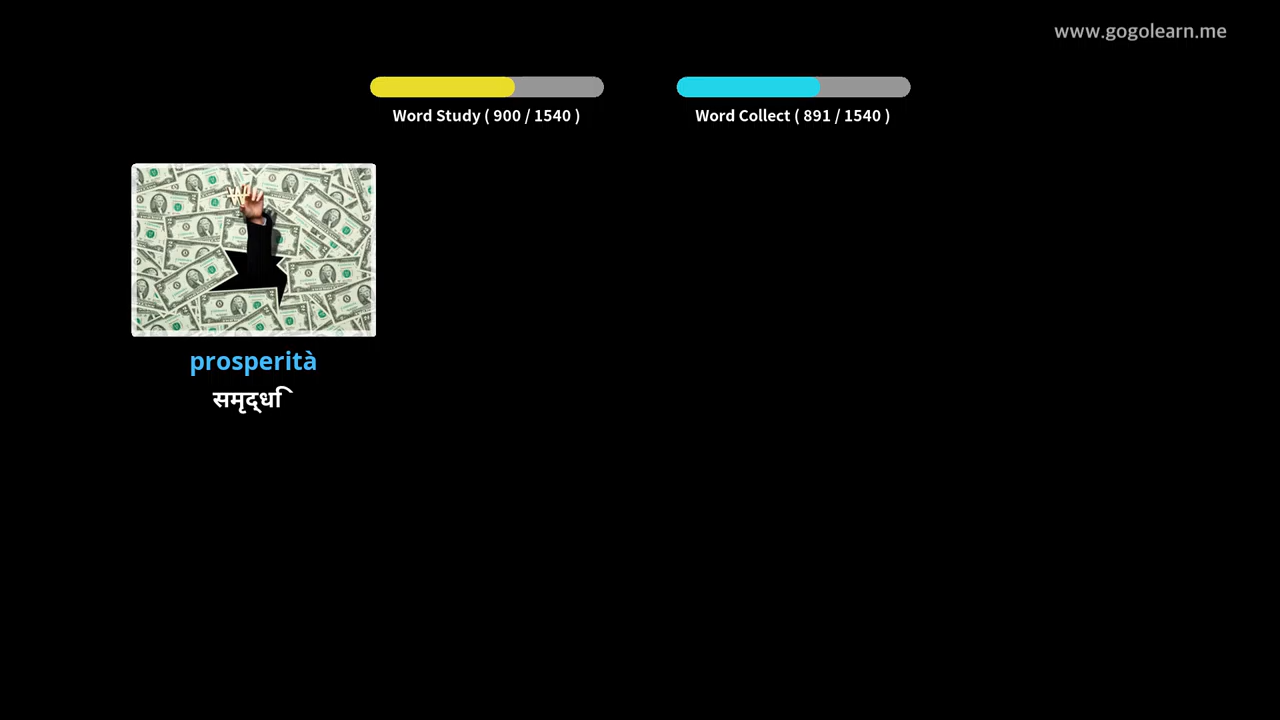 www.gogolearn.me
Word Study ( 900 / 1540 )
Word Collect ( 891 / 1540 )
₩
prosperità
समृद्धि